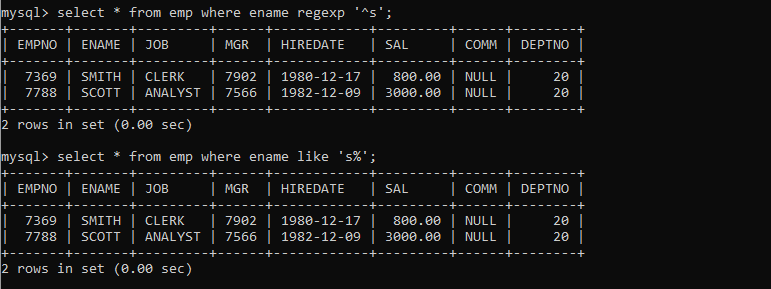 mysql> select * from emp where ename regexp '^s';
+-------+-------+---------+------+------------+---------+------+--------+
| EMPNO | ENAME | JOB     | MGR  | HIREDATE   | SAL     | COMM | DEPTNO |
+-------+-------+---------+------+------------+---------+------+--------+
|  7369 | SMITH | CLERK   | 7902 | 1980-12-17 |  800.00 | NULL |     20 |
|  7788 | SCOTT | ANALYST | 7566 | 1982-12-09 | 3000.00 | NULL |     20 |
+-------+-------+---------+------+------------+---------+------+--------+
2 rows in set (0.00 sec)
mysql> select * from emp where ename like 's%';
+-------+-------+---------+------+------------+---------+------+--------+
| EMPNO | ENAME | JOB     | MGR  | HIREDATE   | SAL     | COMM | DEPTNO |
+-------+-------+---------+------+------------+---------+------+--------+
|  7369 | SMITH | CLERK   | 7902 | 1980-12-17 |  800.00 | NULL |     20 |
|  7788 | SCOTT | ANALYST | 7566 | 1982-12-09 | 3000.00 | NULL |     20 |
+-------+-------+---------+------+------------+---------+------+--------+
2 rows in set (0.00 sec)